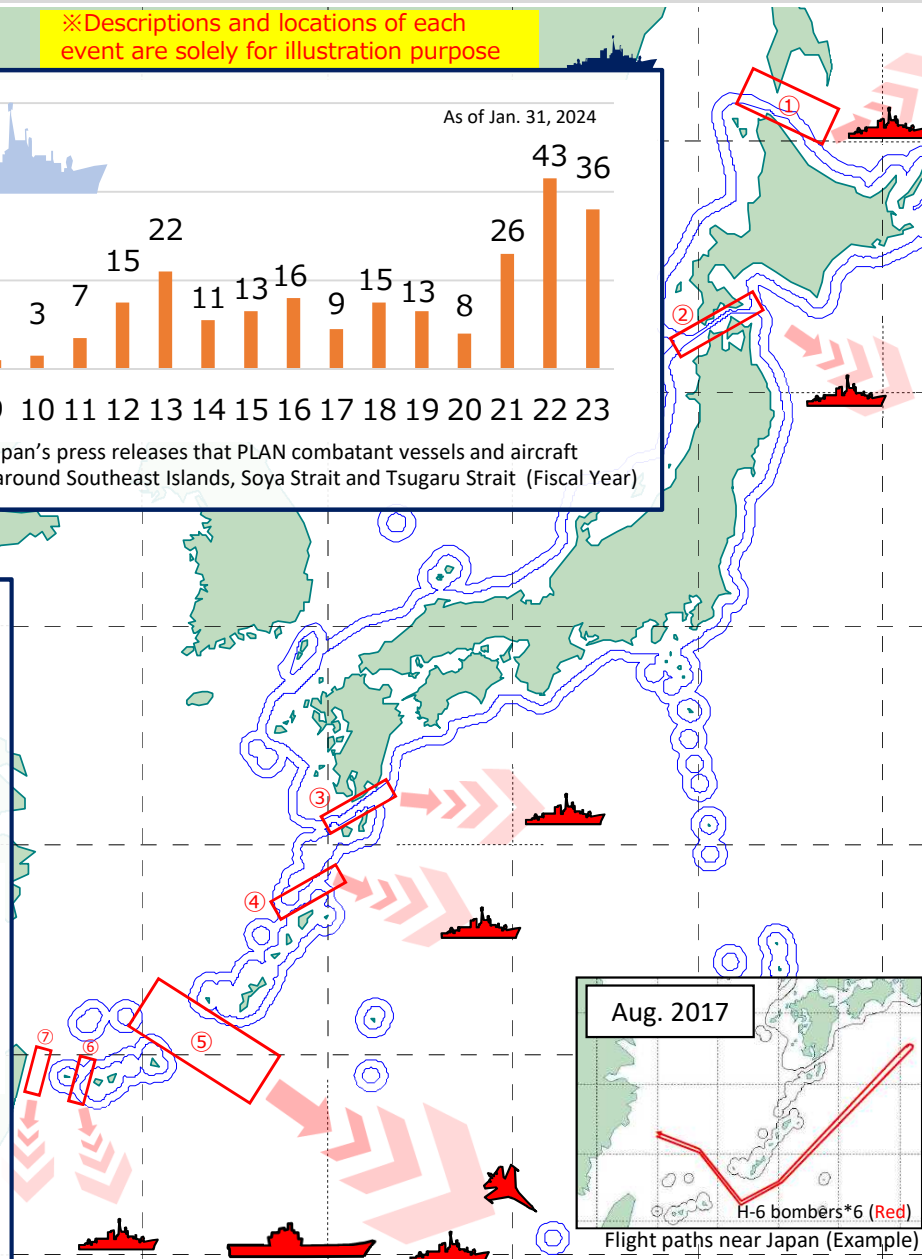 ※Descriptions and locations of each
event are solely for illustration purpose
As of Jan. 31, 2024
3 7 15 22 11 13 16 9 15 13 8 26 43 36
10 11 12 13 14 15 16 17 18 19 20 21 22 23
pan's press releases that PLAN combatant vessels and aircraft
around Southeast Islands, Soya Strait and Tsugaru Strait (Fiscal Year)
①
②
③
④
⑤
⑥
⑦
Aug. 2017
H-6 bombers*6 (Red)
Flight paths near Japan (Example)